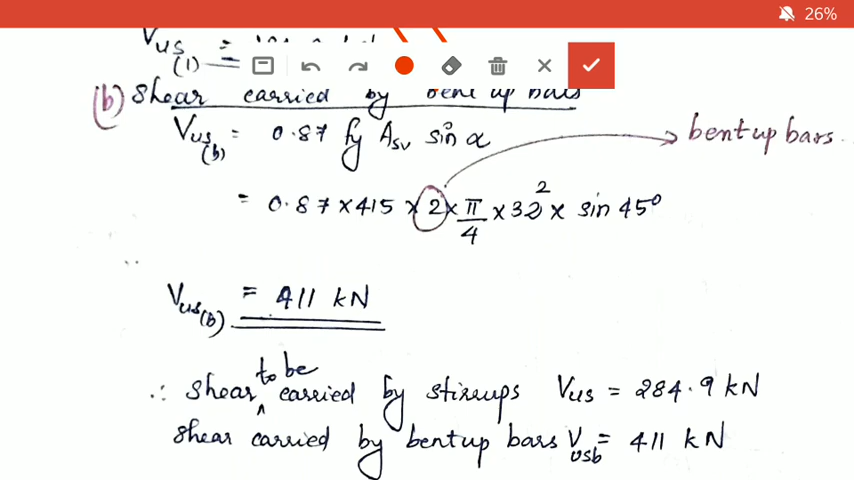 26%
Vus(1) =
(b) Shear carried by bent up bars
Vus(b) = 0.87 fy Asv sin α
bentup bars.
= 0.87 × 415 × 2 × π/4 × 32² × sin 45°
Vus(b) = 411 kN
∴ shear to be carried by stirrups Vus = 284.9 kN
shear carried by bentup bars Vusb = 411 kN